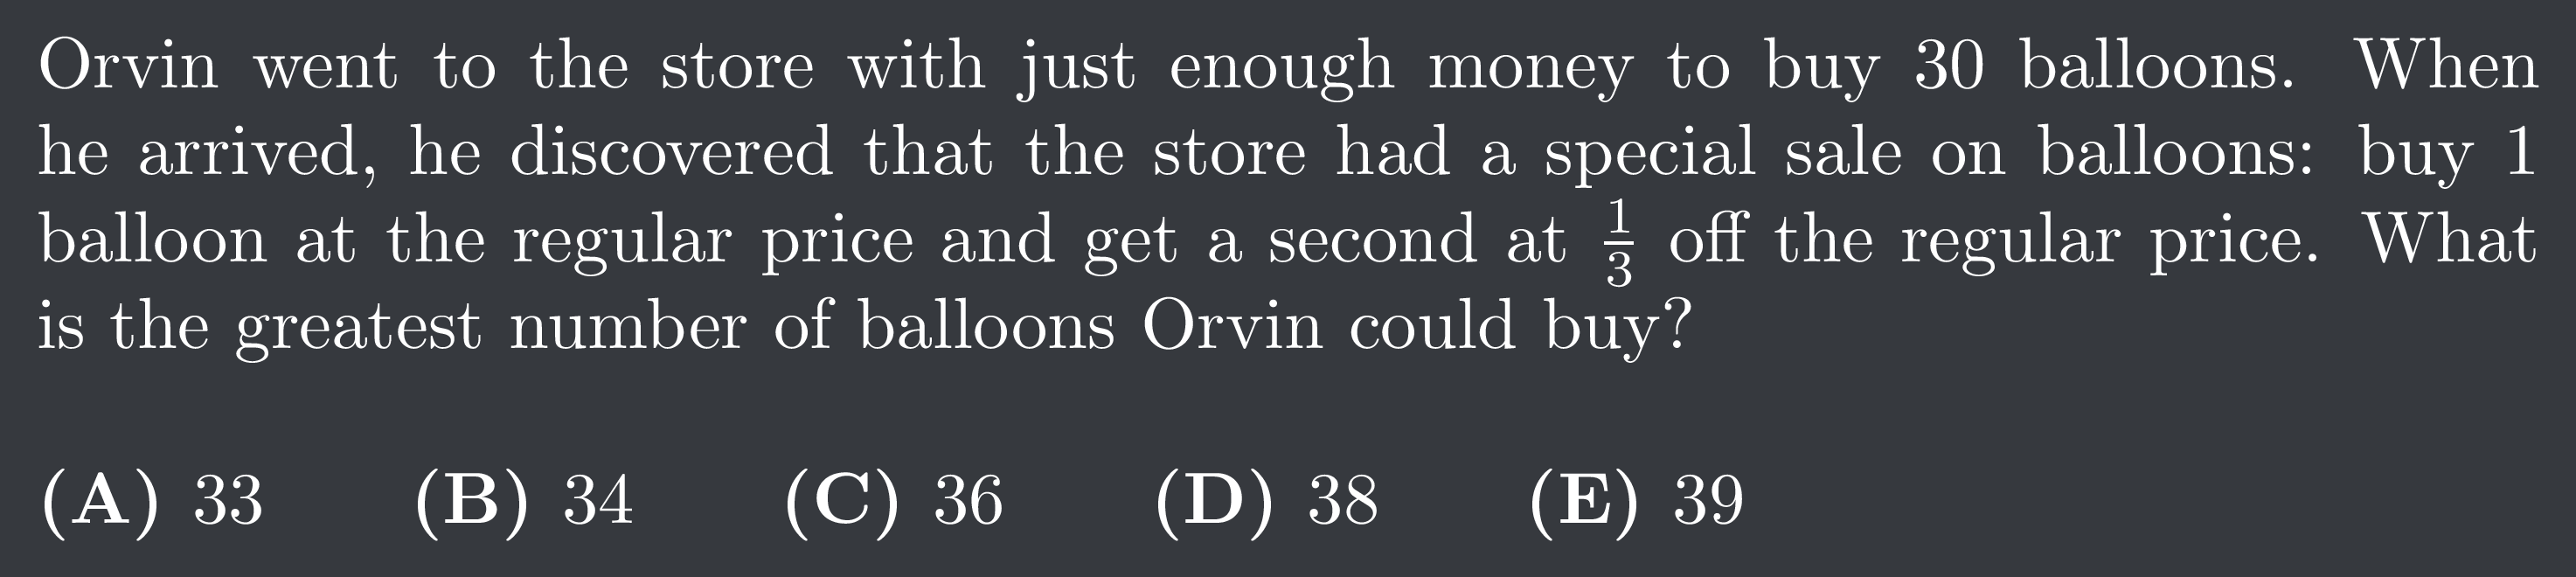 Orvin went to the store with just enough money to buy 30 balloons. When
he arrived, he discovered that the store had a special sale on balloons: buy 1
balloon at the regular price and get a second at 1/3 off the regular price. What
is the greatest number of balloons Orvin could buy?
(A) 33 (B) 34 (C) 36 (D) 38 (E) 39